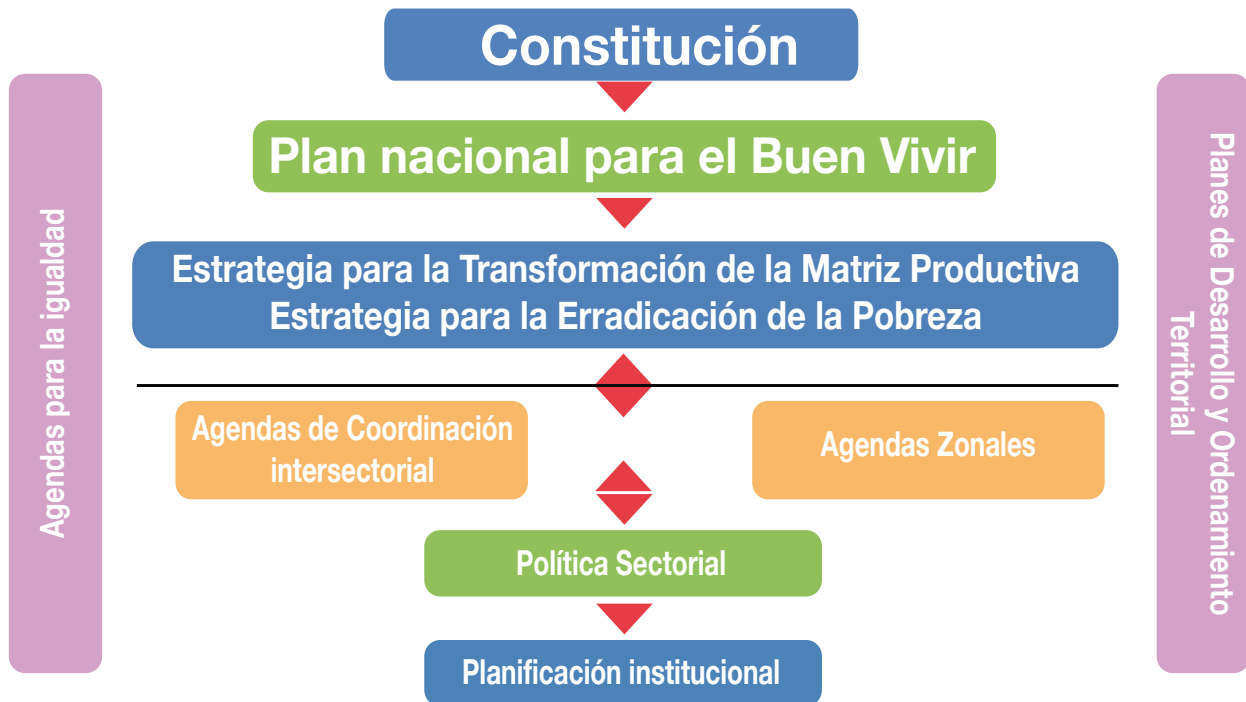 Constitución
Plan nacional para el Buen Vivir
Estrategia para la Transformación de la Matriz Productiva
Estrategia para la Erradicación de la Pobreza
Agendas de Coordinación
intersectorial
Agendas Zonales
Política Sectorial
Planificación institucional
Agendas para la igualdad
Planes de Desarrollo y Ordenamiento
Territorial